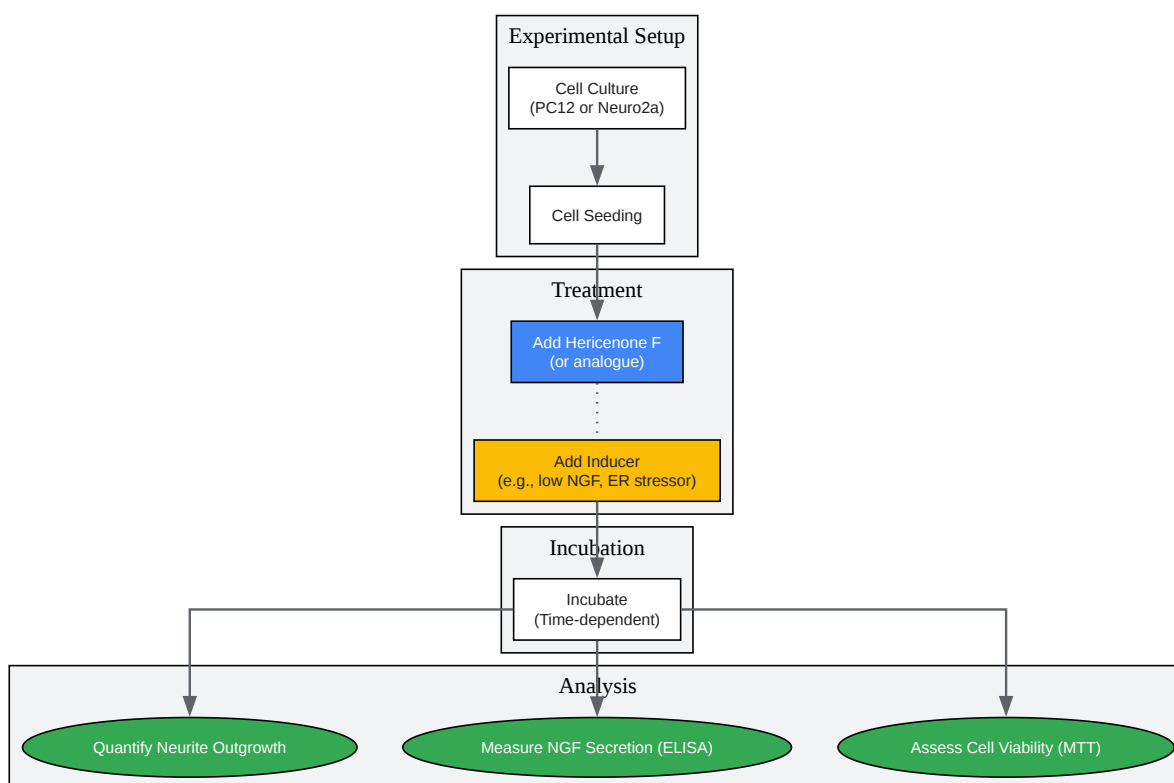 Experimental Setup
Cell Culture
(PC12 or Neuro2a)
Cell Seeding
Treatment
Add Hericenone F
(or analogue)
Add Inducer
(e.g., low NGF, ER stressor)
Incubation
Incubate
(Time-dependent)
Analysis
Quantify Neurite Outgrowth
Measure NGF Secretion (ELISA)
Assess Cell Viability (MTT)